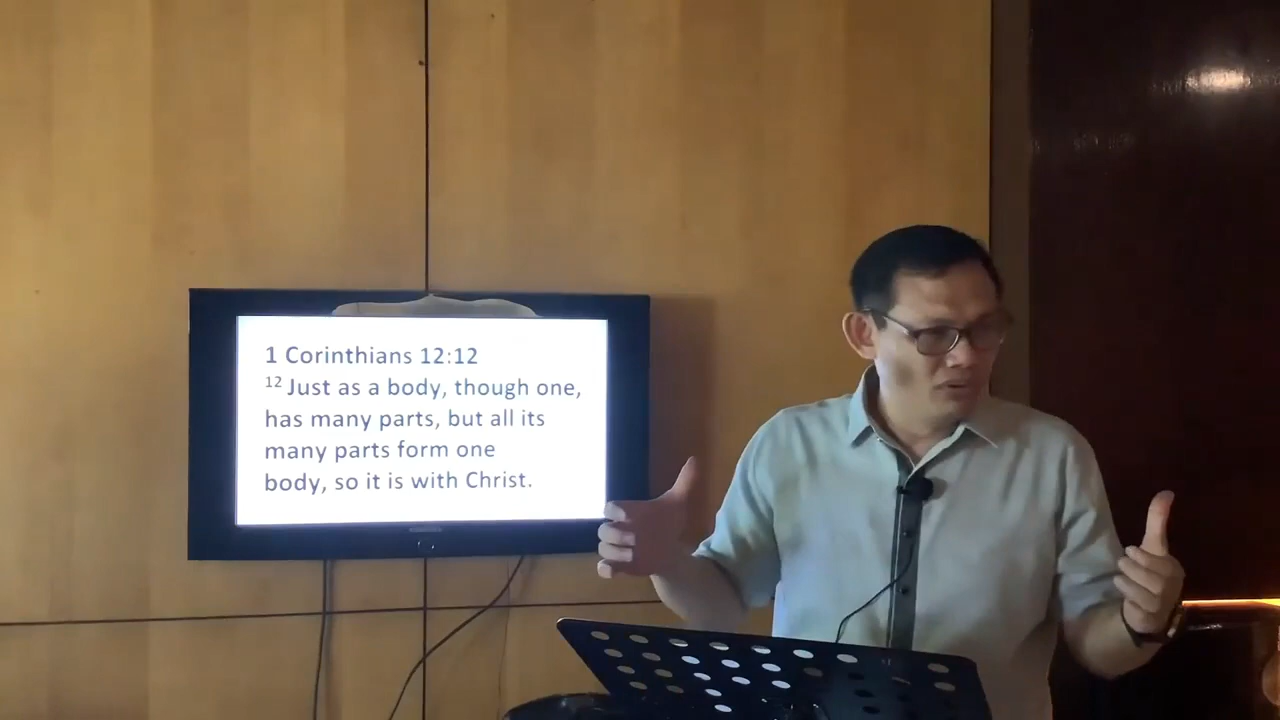 1 Corinthians 12:12
12 Just as a body, though one,
has many parts, but all its
many parts form one
body, so it is with Christ.